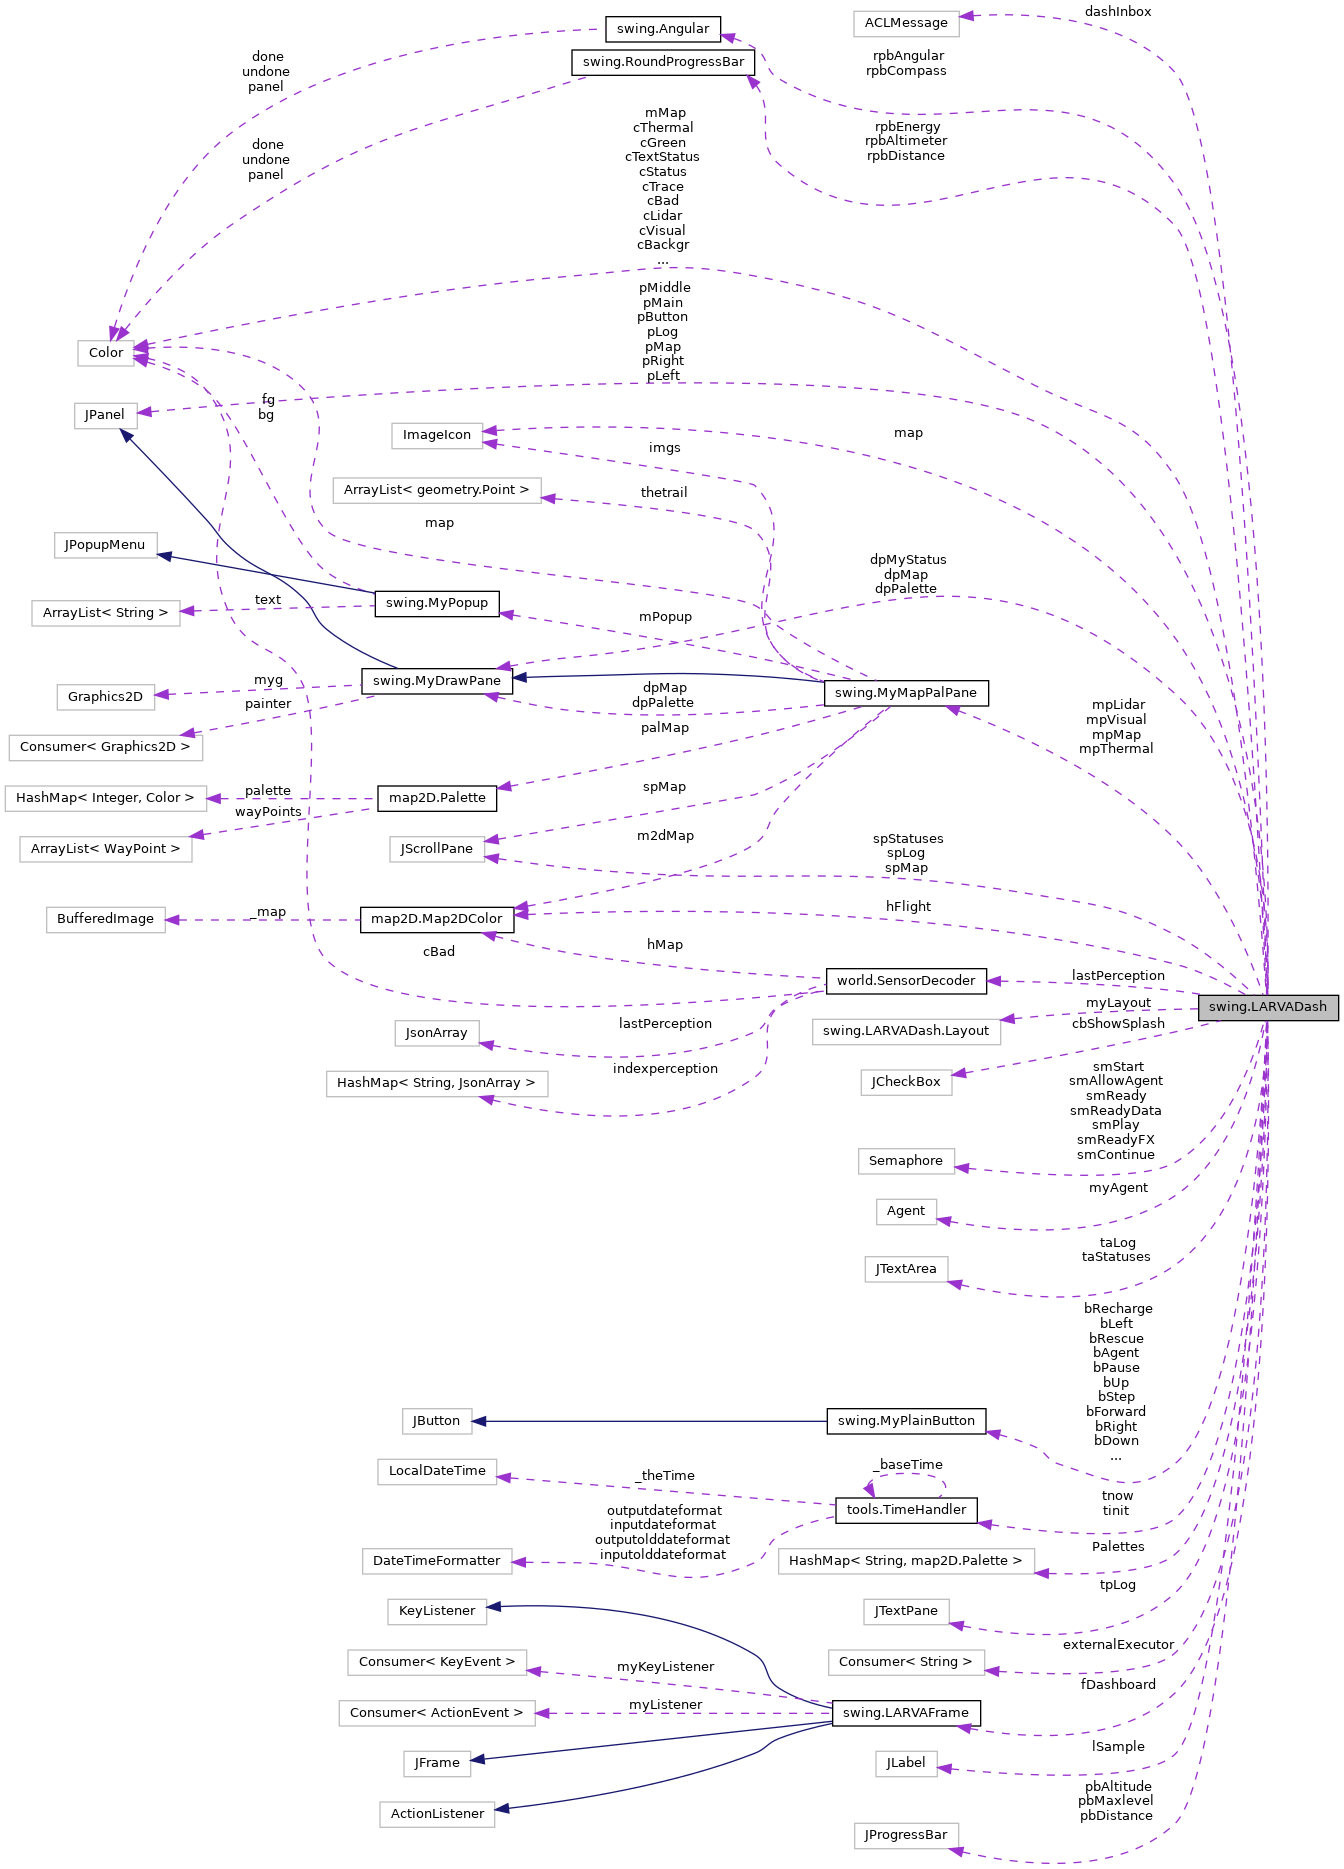 dashInbox
ACLMessage
swing.Angular
rpbAngular
rpbCompass
swing.RoundProgressBar
done
undone
panel
mMap
cThermal
cGreen
cTextStatus
cStatus
cTrace
cBad
cLidar
cVisual
cBackgr
...
rpbEnergy
rpbAltimeter
rpbDistance
done
undone
panel
pMiddle
pMain
pButton
pLog
pMap
pRight
pLeft
Color
fg
bg
JPanel
ImageIcon
map
imgs
ArrayList< geometry.Point >
thetrail
map
JPopupMenu
dpMyStatus
dpMap
dpPalette
swing.MyPopup
text
ArrayList< String >
mPopup
swing.MyDrawPane
myg
Graphics2D
painter
dpMap
dpPalette
swing.MyMapPalPane
mpLidar
mpVisual
mpMap
mpThermal
palMap
Consumer< Graphics2D >
HashMap< Integer, Color >
palette
map2D.Palette
spMap
wayPoints
ArrayList< WayPoint >
JScrollPane
m2dMap
spStatuses
spLog
spMap
BufferedImage
_map
map2D.Map2DColor
hFlight
hMap
cBad
world.SensorDecoder
lastPerception
swing.LARVADash
myLayout
swing.LARVADash.Layout
cbShowSplash
JsonArray
lastPerception
HashMap< String, JsonArray >
indexperception
JCheckBox
smStart
smAllowAgent
smReady
smReadyData
smPlay
smReadyFX
smContinue
Semaphore
myAgent
Agent
taLog
taStatuses
JTextArea
bRecharge
bLeft
bRescue
bAgent
bPause
bUp
bStep
bForward
bRight
bDown
...
JButton
swing.MyPlainButton
LocalDateTime
_theTime
_baseTime
tools.TimeHandler
tnow
tinit
outputdateformat
inputdateformat
outputolddateformat
inputolddateformat
DateTimeFormatter
HashMap< String, map2D.Palette >
Palettes
KeyListener
JTextPane
tpLog
Consumer< KeyEvent >
myKeyListener
Consumer< String >
externalExecutor
Consumer< ActionEvent >
myListener
swing.LARVAFrame
fDashboard
JFrame
JLabel
lSample
ActionListener
pbAltitude
pbMaxlevel
pbDistance
JProgressBar